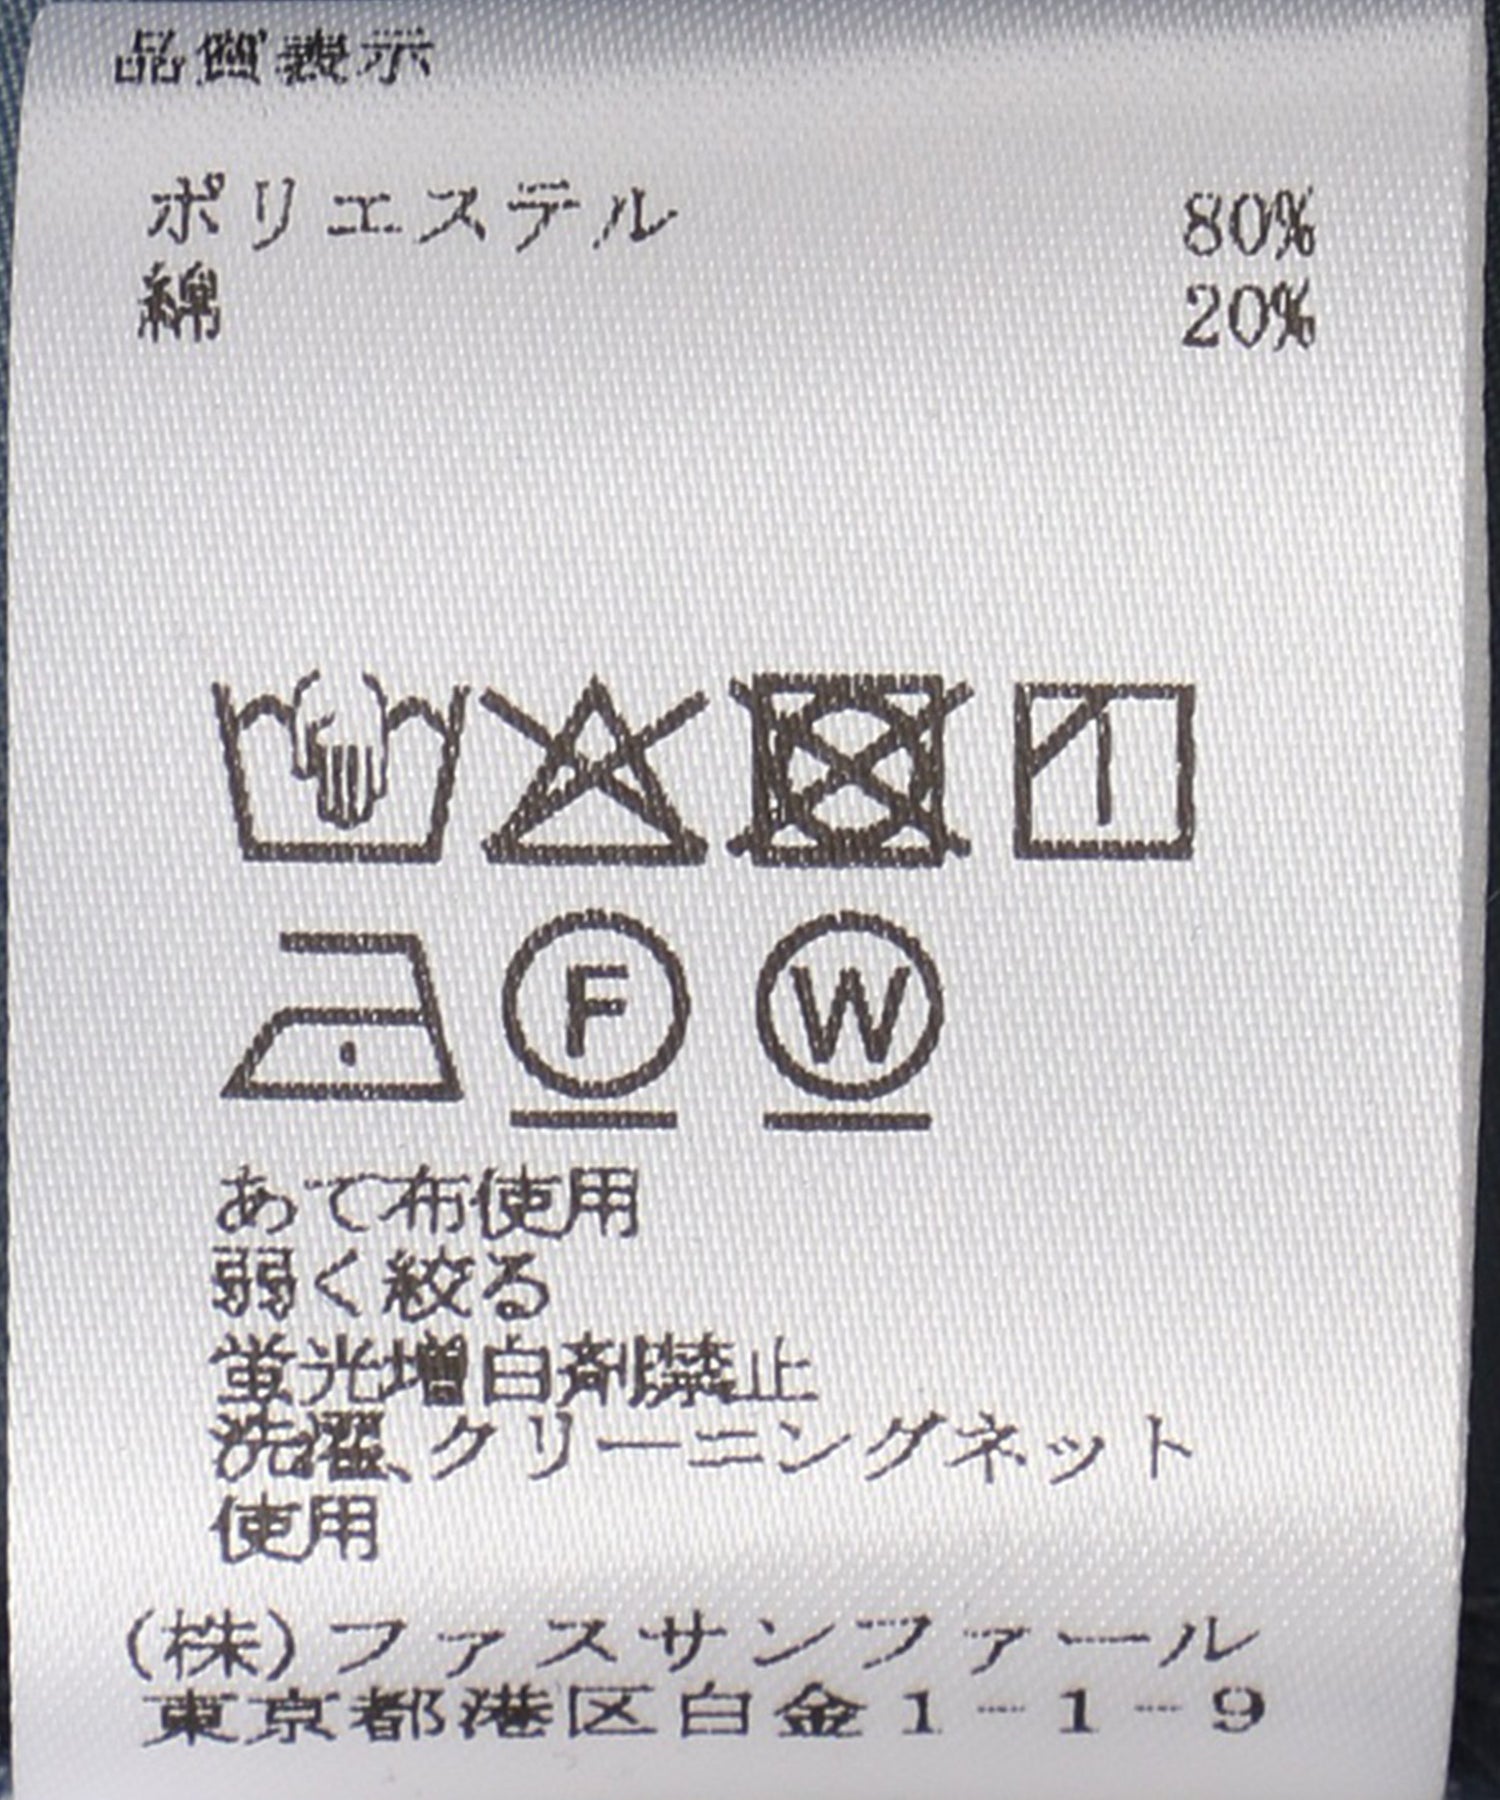 品質表示
ポリエステル 80%
綿 20%
F W
あて布使用
弱く絞る
蛍光増白剤禁止
洗濯、クリーニングネット
使用
(株)ファスサンファール
東京都港区白金1-1-9